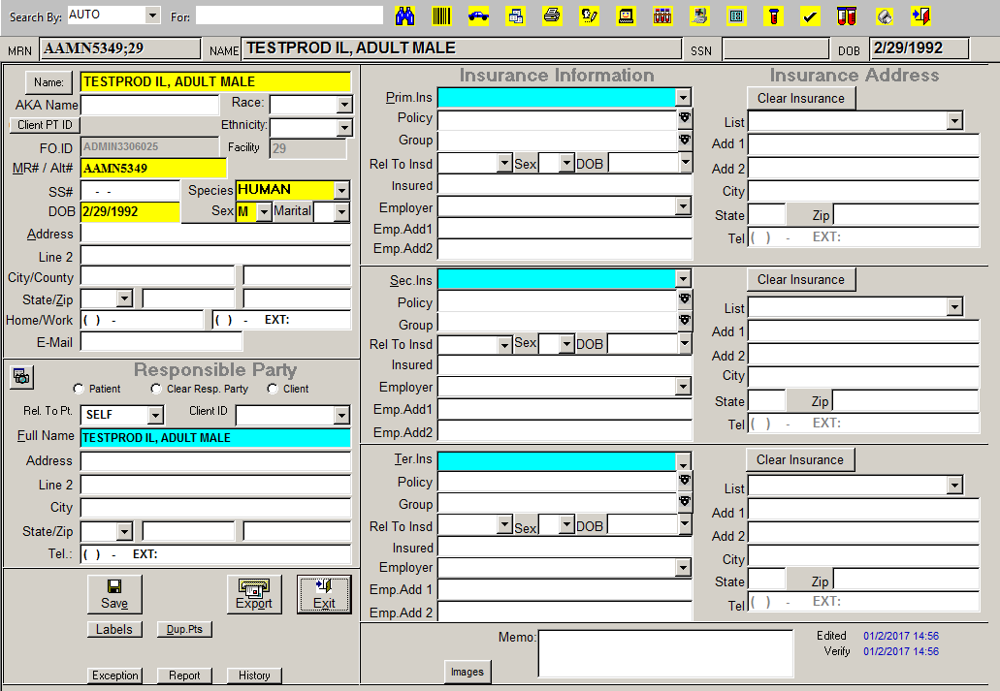 Search By: AUTO For:
MRN AAMN5349;29 NAME TESTPROD IL, ADULT MALE SSN DOB 2/29/1992
Name: TESTPROD IL, ADULT MALE
AKA Name Race:
Client PT ID Ethnicity:
FO.ID ADMIN3306025 Facility 29
MR# / Alt# AAMN5349
SS# - - Species HUMAN
DOB 2/29/1992 Sex M Marital
Address
Line 2
City/County
State/Zip
Home/Work ( ) - ( ) - EXT:
E-Mail
Responsible Party
Patient Clear Resp. Party Client
Rel. To Pt. SELF Client ID
Full Name TESTPROD IL, ADULT MALE
Address
Line 2
City
State/Zip
Tel.: ( ) - EXT:
Save Export Exit
Labels Dup.Pts
Exception Report History
Insurance Information Insurance Address
Prim.Ins
Policy
Group
Rel To Insd Sex DOB
Insured
Employer
Emp.Add1
Emp.Add2
Clear Insurance
List
Add 1
Add 2
City
State Zip
Tel ( ) - EXT:
Sec.Ins
Policy
Group
Rel To Insd Sex DOB
Insured
Employer
Emp.Add1
Emp.Add2
Clear Insurance
List
Add 1
Add 2
City
State Zip
Tel ( ) - EXT:
Ter.Ins
Policy
Group
Rel To Insd Sex DOB
Insured
Employer
Emp.Add 1
Emp.Add 2
Clear Insurance
List
Add 1
Add 2
City
State Zip
Tel ( ) - EXT:
Memo:
Images
Edited 01/2/2017 14:56
Verify 01/2/2017 14:56